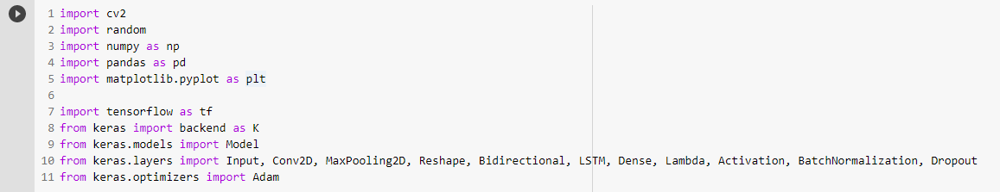 1 import cv2
2 import random
3 import numpy as np
4 import pandas as pd
5 import matplotlib.pyplot as plt
6
7 import tensorflow as tf
8 from keras import backend as K
9 from keras.models import Model
10 from keras.layers import Input, Conv2D, MaxPooling2D, Reshape, Bidirectional, LSTM, Dense, Lambda, Activation, BatchNormalization, Dropout
11 from keras.optimizers import Adam